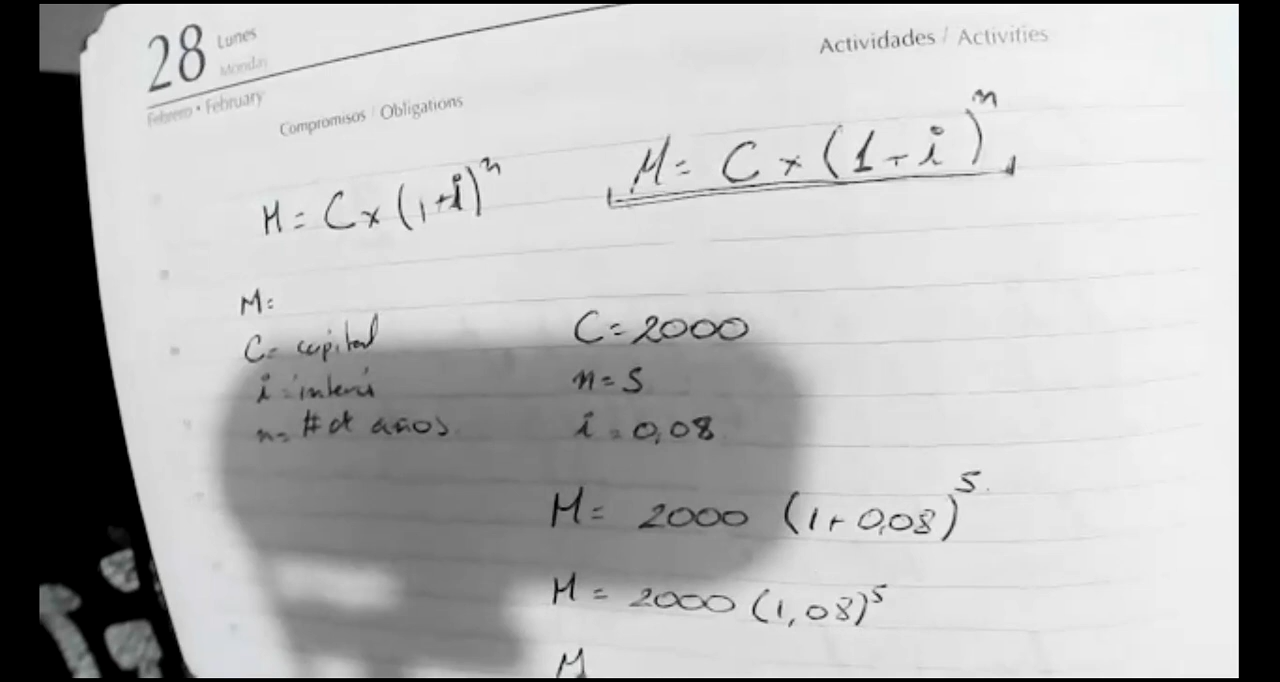 28 Lunes
Monday
Febrero • February
Compromisos / Obligations
Actividades / Activities
M = C x (1+i)^n
M = C x (1+i)^n
M =
C = capital
i = interés
n = # d años
C = 2000
n = 5
i = 0,08
M = 2000 (1+0,08)^5
M = 2000 (1,08)^5
M